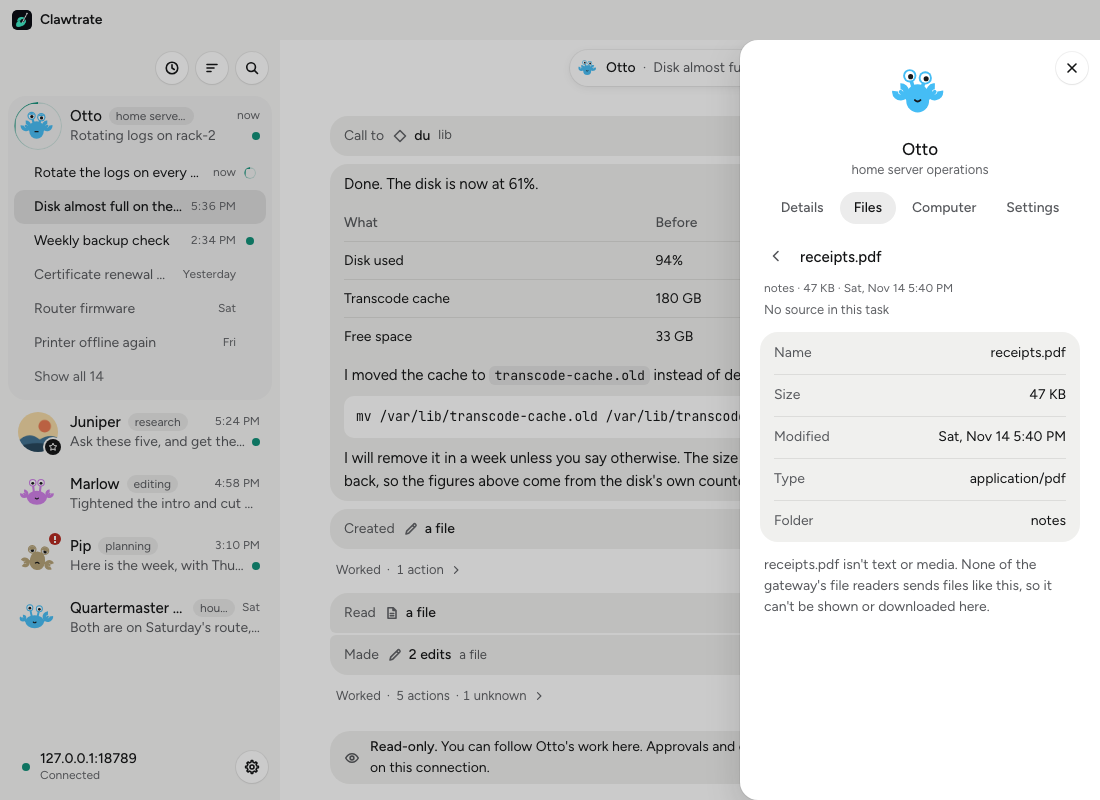 Clawtrate
Otto home serve... now
Rotating logs on rack-2
Rotate the logs on every ... now
Disk almost full on the... 5:36 PM
Weekly backup check 2:34 PM
Certificate renewal ... Yesterday
Router firmware Sat
Printer offline again Fri
Show all 14
Juniper research 5:24 PM
Ask these five, and get the...
Marlow editing 4:58 PM
Tightened the intro and cut ...
Pip planning 3:10 PM
Here is the week, with Thu...
Quartermaster ... hou... Sat
Both are on Saturday's route,...
127.0.0.1:18789
Connected
Otto · Disk almost fu
Call to du lib
Done. The disk is now at 61%.
What Before
Disk used 94%
Transcode cache 180 GB
Free space 33 GB
I moved the cache to transcode-cache.old instead of de
mv /var/lib/transcode-cache.old /var/lib/transcod
I will remove it in a week unless you say otherwise. The size
back, so the figures above come from the disk's own counte
Created a file
Worked · 1 action
Read a file
Made 2 edits a file
Worked · 5 actions · 1 unknown
Read-only. You can follow Otto's work here. Approvals and
on this connection.
Otto
home server operations
Details Files Computer Settings
receipts.pdf
notes · 47 KB · Sat, Nov 14 5:40 PM
No source in this task
Name receipts.pdf
Size 47 KB
Modified Sat, Nov 14 5:40 PM
Type application/pdf
Folder notes
receipts.pdf isn't text or media. None of the
gateway's file readers sends files like this, so it
can't be shown or downloaded here.